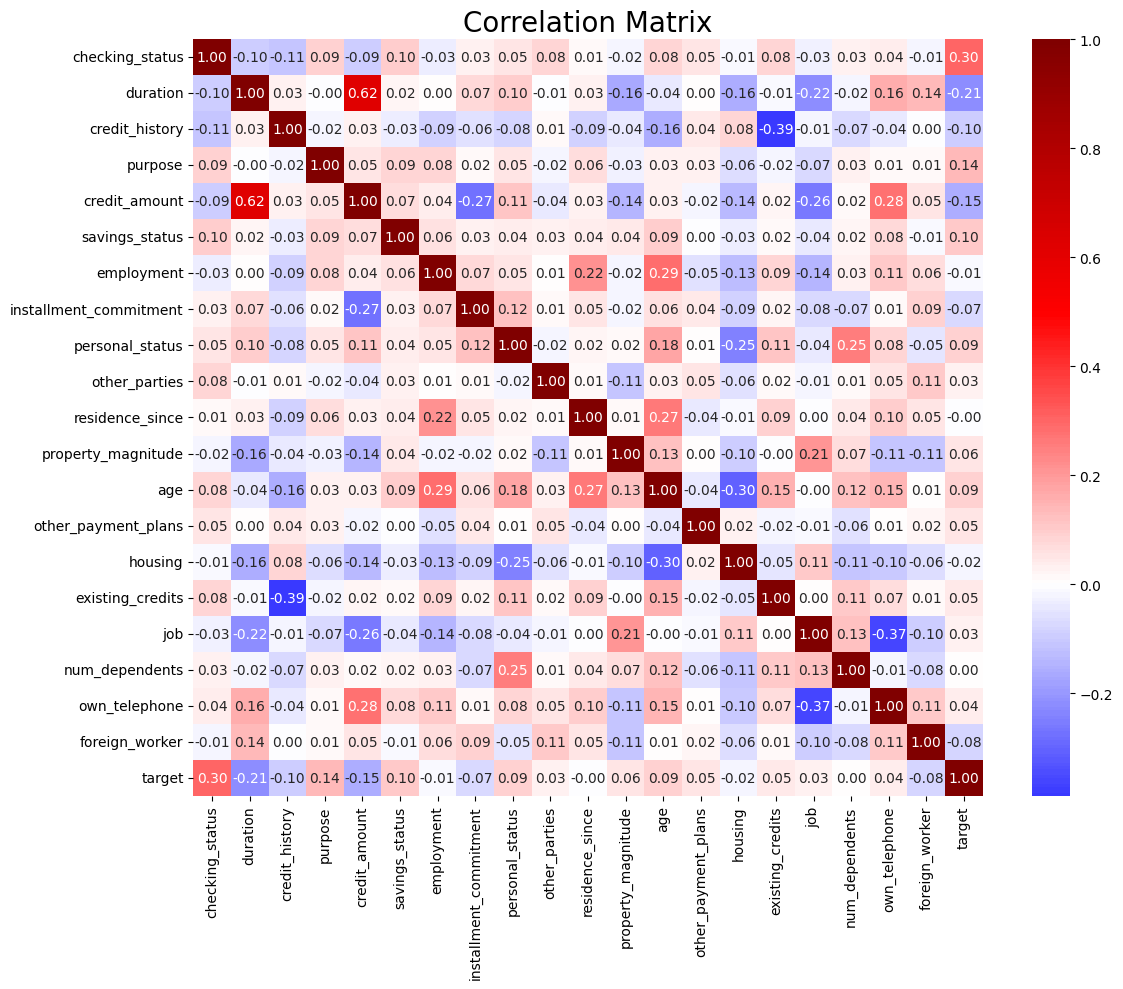 Correlation Matrix
checking_status 1.00 -0.10 -0.11 0.09 -0.09 0.10 -0.03 0.03 0.05 0.08 0.01 -0.02 0.08 0.05 -0.01 0.08 -0.03 0.03 0.04 -0.01 0.30
duration -0.10 1.00 0.03 -0.00 0.62 0.02 0.00 0.07 0.10 -0.01 0.03 -0.16 -0.04 0.00 -0.16 -0.01 -0.22 -0.02 0.16 0.14 -0.21
credit_history -0.11 0.03 1.00 -0.02 0.03 -0.03 -0.09 -0.06 -0.08 0.01 -0.09 -0.04 -0.16 0.04 0.08 -0.39 -0.01 -0.07 -0.04 0.00 -0.10
purpose 0.09 -0.00 -0.02 1.00 0.05 0.09 0.08 0.02 0.05 -0.02 0.06 -0.03 0.03 0.03 -0.06 -0.02 -0.07 0.03 0.01 0.01 0.14
credit_amount -0.09 0.62 0.03 0.05 1.00 0.07 0.04 -0.27 0.11 -0.04 0.03 -0.14 0.03 -0.02 -0.14 0.02 -0.26 0.02 0.28 0.05 -0.15
savings_status 0.10 0.02 -0.03 0.09 0.07 1.00 0.06 0.03 0.04 0.03 0.04 0.04 0.09 0.00 -0.03 0.02 -0.04 0.02 0.08 -0.01 0.10
employment -0.03 0.00 -0.09 0.08 0.04 0.06 1.00 0.07 0.05 0.01 0.22 -0.02 0.29 -0.05 -0.13 0.09 -0.14 0.03 0.11 0.06 -0.01
installment_commitment 0.03 0.07 -0.06 0.02 -0.27 0.03 0.07 1.00 0.12 0.01 0.05 -0.02 0.06 0.04 -0.09 0.02 -0.08 -0.07 0.01 0.09 -0.07
personal_status 0.05 0.10 -0.08 0.05 0.11 0.04 0.05 0.12 1.00 -0.02 0.02 0.02 0.18 0.01 -0.25 0.11 -0.04 0.25 0.08 -0.05 0.09
other_parties 0.08 -0.01 0.01 -0.02 -0.04 0.03 0.01 0.01 -0.02 1.00 0.01 -0.11 0.03 0.05 -0.06 0.02 -0.01 0.01 0.05 0.11 0.03
residence_since 0.01 0.03 -0.09 0.06 0.03 0.04 0.22 0.05 0.02 0.01 1.00 0.01 0.27 -0.04 -0.01 0.09 0.00 0.04 0.10 0.05 -0.00
property_magnitude -0.02 -0.16 -0.04 -0.03 -0.14 0.04 -0.02 -0.02 0.02 -0.11 0.01 1.00 0.13 0.00 -0.10 -0.00 0.21 0.07 -0.11 -0.11 0.06
age 0.08 -0.04 -0.16 0.03 0.03 0.09 0.29 0.06 0.18 0.03 0.27 0.13 1.00 -0.04 -0.30 0.15 -0.00 0.12 0.15 0.01 0.09
other_payment_plans 0.05 0.00 0.04 0.03 -0.02 0.00 -0.05 0.04 0.01 0.05 -0.04 0.00 -0.04 1.00 0.02 -0.02 -0.01 -0.06 0.01 0.02 0.05
housing -0.01 -0.16 0.08 -0.06 -0.14 -0.03 -0.13 -0.09 -0.25 -0.06 -0.01 -0.10 -0.30 0.02 1.00 -0.05 0.11 -0.11 -0.10 -0.06 -0.02
existing_credits 0.08 -0.01 -0.39 -0.02 0.02 0.02 0.09 0.02 0.11 0.02 0.09 -0.00 0.15 -0.02 -0.05 1.00 0.00 0.11 0.07 0.01 0.05
job -0.03 -0.22 -0.01 -0.07 -0.26 -0.04 -0.14 -0.08 -0.04 -0.01 0.00 0.21 -0.00 -0.01 0.11 0.00 1.00 0.13 -0.37 -0.10 0.03
num_dependents 0.03 -0.02 -0.07 0.03 0.02 0.02 0.03 -0.07 0.25 0.01 0.04 0.07 0.12 -0.06 -0.11 0.11 0.13 1.00 -0.01 -0.08 0.00
own_telephone 0.04 0.16 -0.04 0.01 0.28 0.08 0.11 0.01 0.08 0.05 0.10 -0.11 0.15 0.01 -0.10 0.07 -0.37 -0.01 1.00 0.11 0.04
foreign_worker -0.01 0.14 0.00 0.01 0.05 -0.01 0.06 0.09 -0.05 0.11 0.05 -0.11 0.01 0.02 -0.06 0.01 -0.10 -0.08 0.11 1.00 -0.08
target 0.30 -0.21 -0.10 0.14 -0.15 0.10 -0.01 -0.07 0.09 0.03 -0.00 0.06 0.09 0.05 -0.02 0.05 0.03 0.00 0.04 -0.08 1.00
checking_status
duration
credit_history
purpose
credit_amount
savings_status
employment
installment_commitment
personal_status
other_parties
residence_since
property_magnitude
age
other_payment_plans
housing
existing_credits
job
num_dependents
own_telephone
foreign_worker
target
1.0
0.8
0.6
0.4
0.2
0.0
−0.2